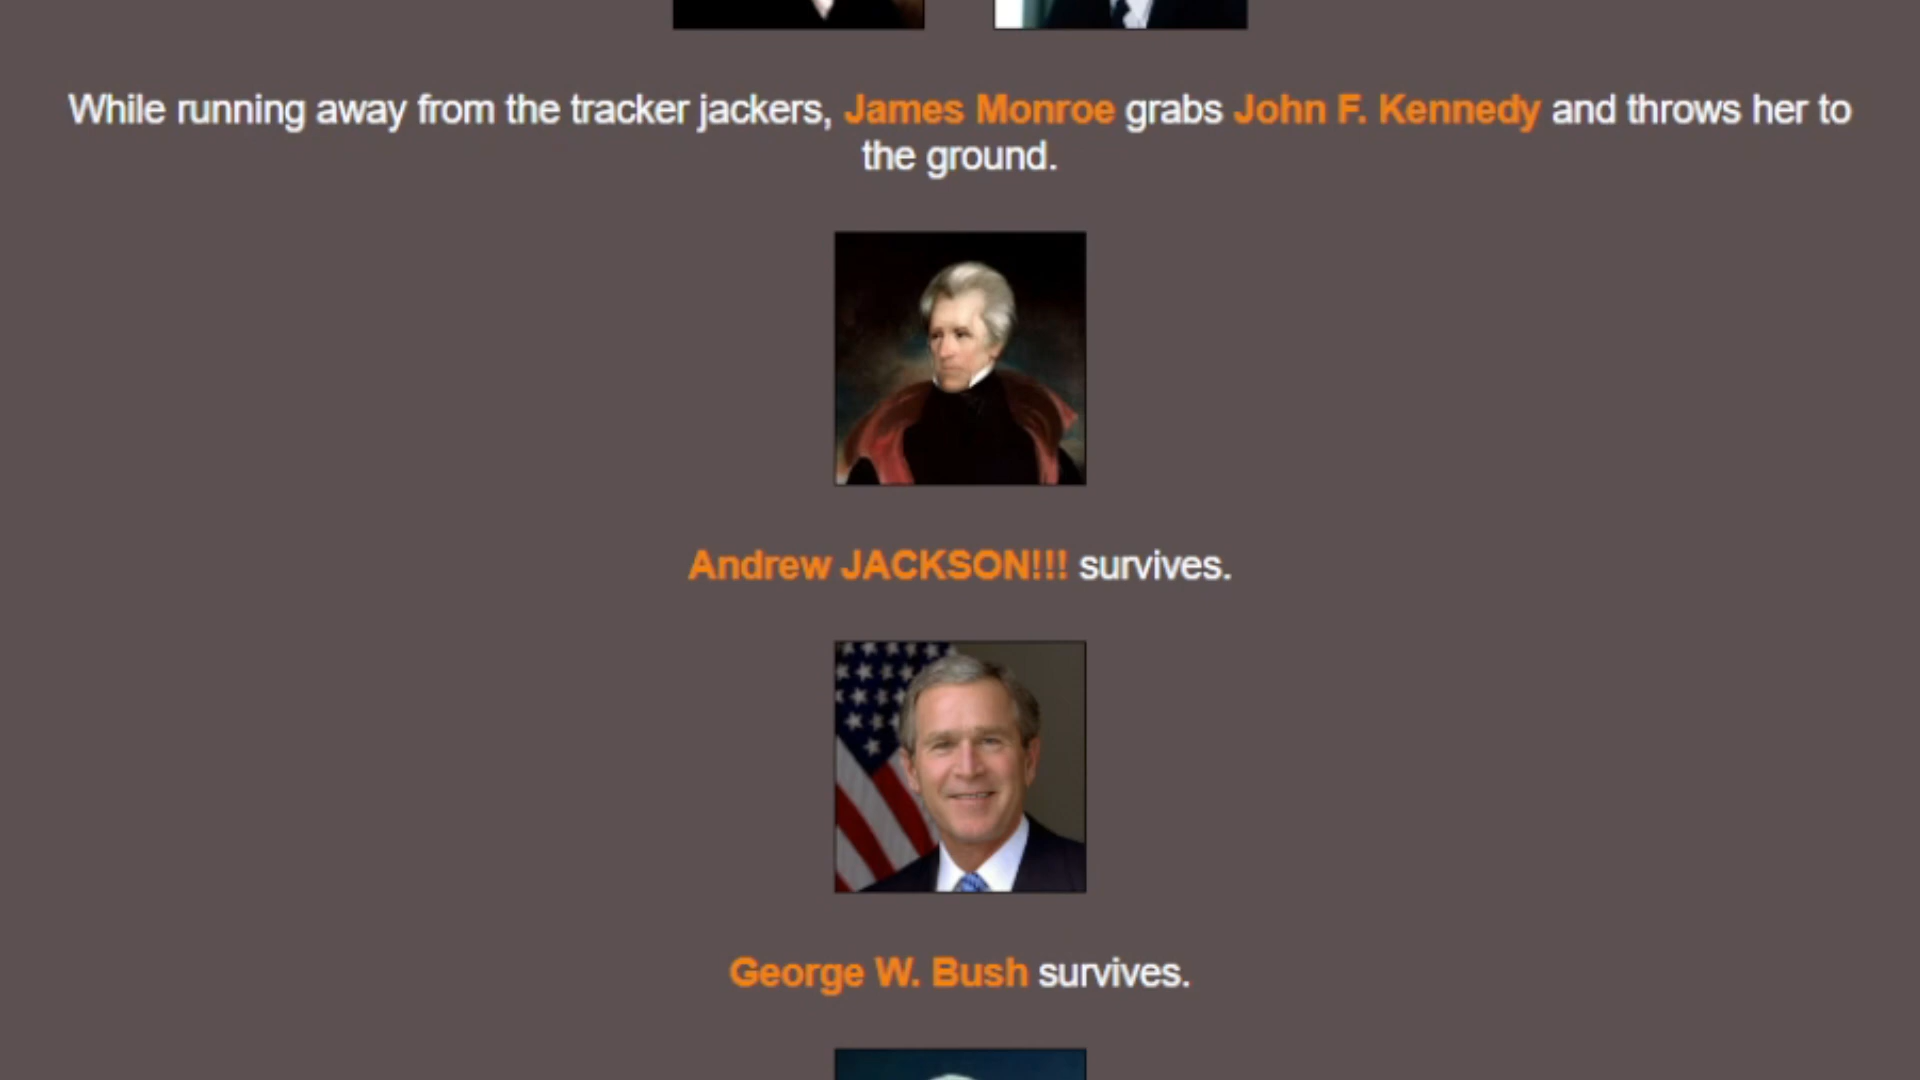 While running away from the tracker jackers, James Monroe grabs John F. Kennedy and throws her to
the ground.
Andrew JACKSON!!! survives.
George W. Bush survives.